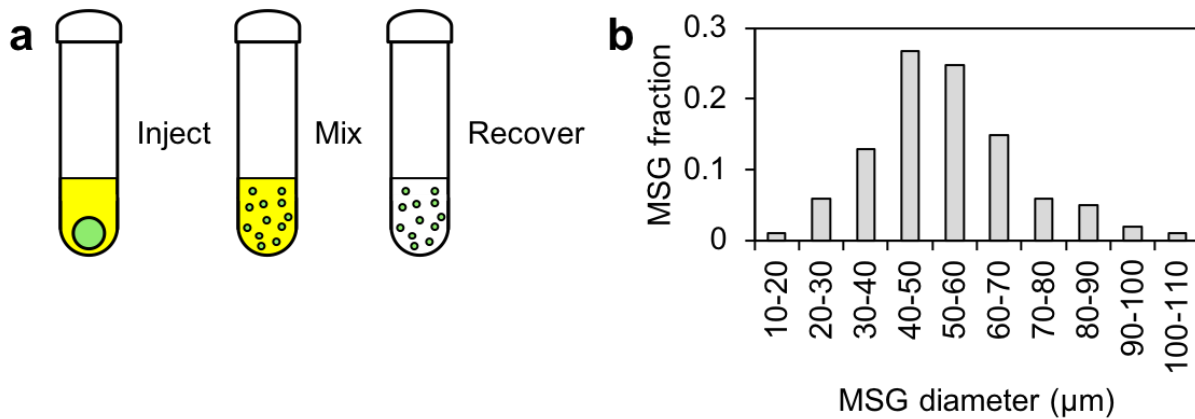 a
Inject
Mix
Recover
b
MSG fraction
0.3
0.2
0.1
0
10-20
20-30
30-40
40-50
50-60
60-70
70-80
80-90
90-100
100-110
MSG diameter (µm)